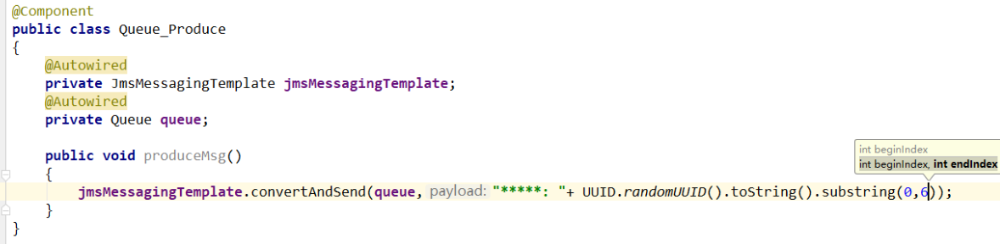 @Component
public class Queue_Produce
{
@Autowired
private JmsMessagingTemplate jmsMessagingTemplate;
@Autowired
private Queue queue;
public void produceMsg()
int beginIndex
int beginIndex, int endIndex
{
jmsMessagingTemplate.convertAndSend(queue, payload: "*****: "+ UUID.randomUUID().toString().substring(0,6));
}
}